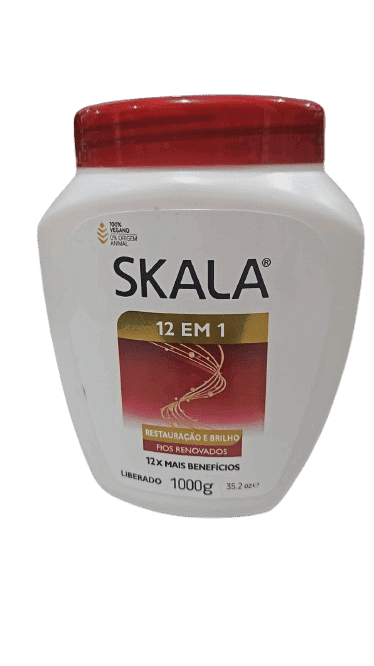 100%
VEGANO
0% ORIGEM
ANIMAL
SKALA®
12 EM 1
RESTAURAÇÃO E BRILHO
FIOS RENOVADOS
12X MAIS BENEFÍCIOS
LIBERADO 1000g 35.2 oz℮